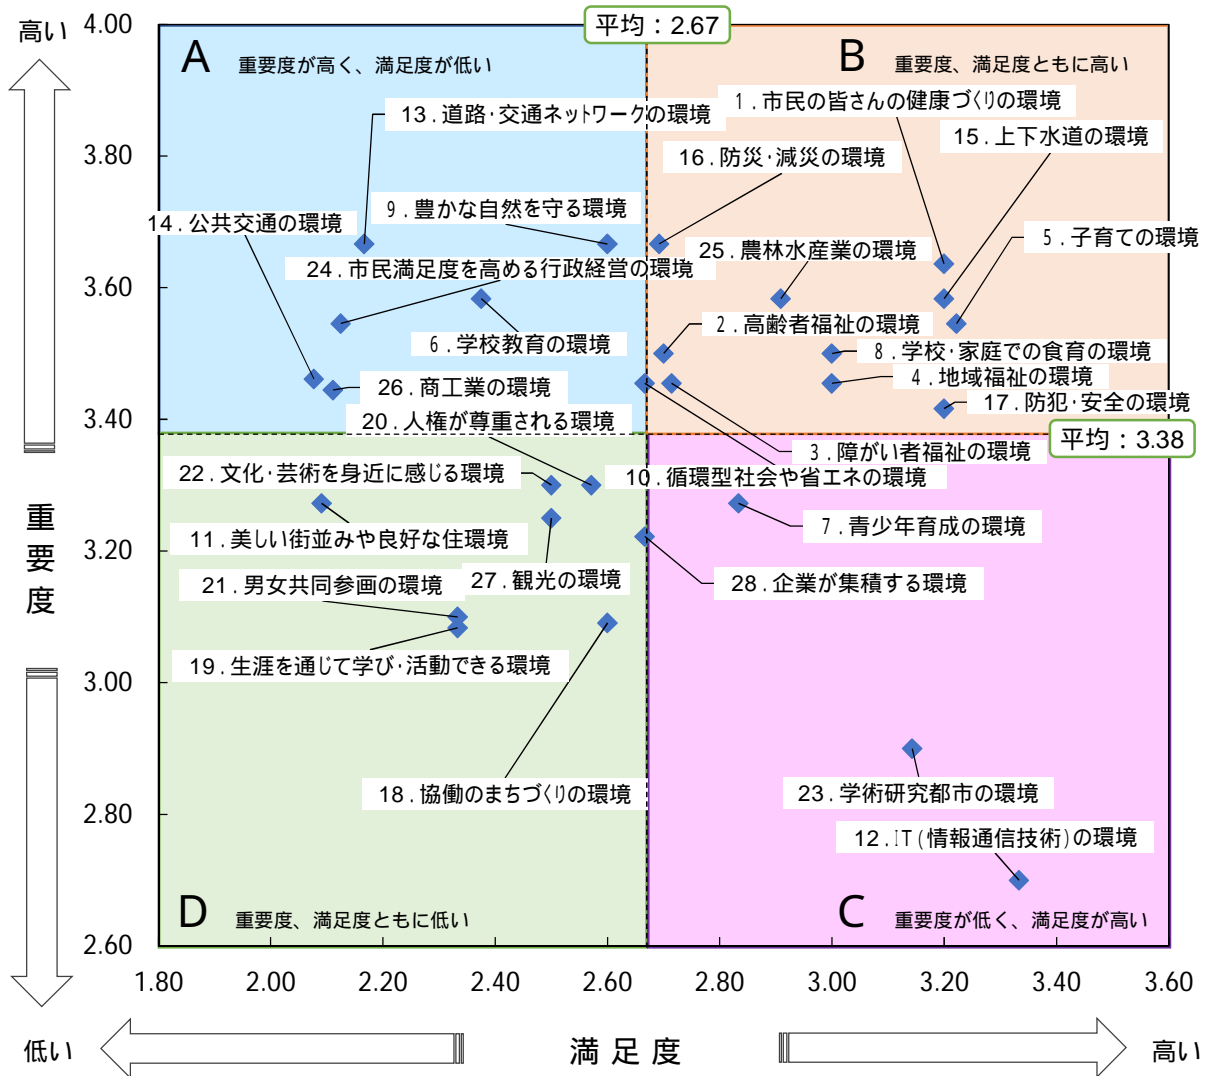 高い
4.00
平均：2.67
A 重要度が高く、満足度が低い
B 重要度、満足度ともに高い
13．道路・交通ネットワークの環境
1．市民の皆さんの健康づくりの環境
15．上下水道の環境
3.80
16．防災・減災の環境
9．豊かな自然を守る環境
14．公共交通の環境
5．子育ての環境
25．農林水産業の環境
24．市民満足度を高める行政経営の環境
3.60
2．高齢者福祉の環境
6．学校教育の環境
8．学校・家庭での食育の環境
4．地域福祉の環境
26．商工業の環境
17．防犯・安全の環境
3.40
20．人権が尊重される環境
平均：3.38
3．障がい者福祉の環境
22．文化・芸術を身近に感じる環境
10．循環型社会や省エネの環境
重要度
7．青少年育成の環境
11．美しい街並みや良好な住環境
3.20
27．観光の環境
28．企業が集積する環境
21．男女共同参画の環境
19．生涯を通じて学び・活動できる環境
3.00
18．協働のまちづくりの環境
23．学術研究都市の環境
2.80
12．IT（情報通信技術）の環境
D 重要度、満足度ともに低い
C 重要度が低く、満足度が高い
2.60
1.80 2.00 2.20 2.40 2.60 2.80 3.00 3.20 3.40 3.60
低い 満足度 高い